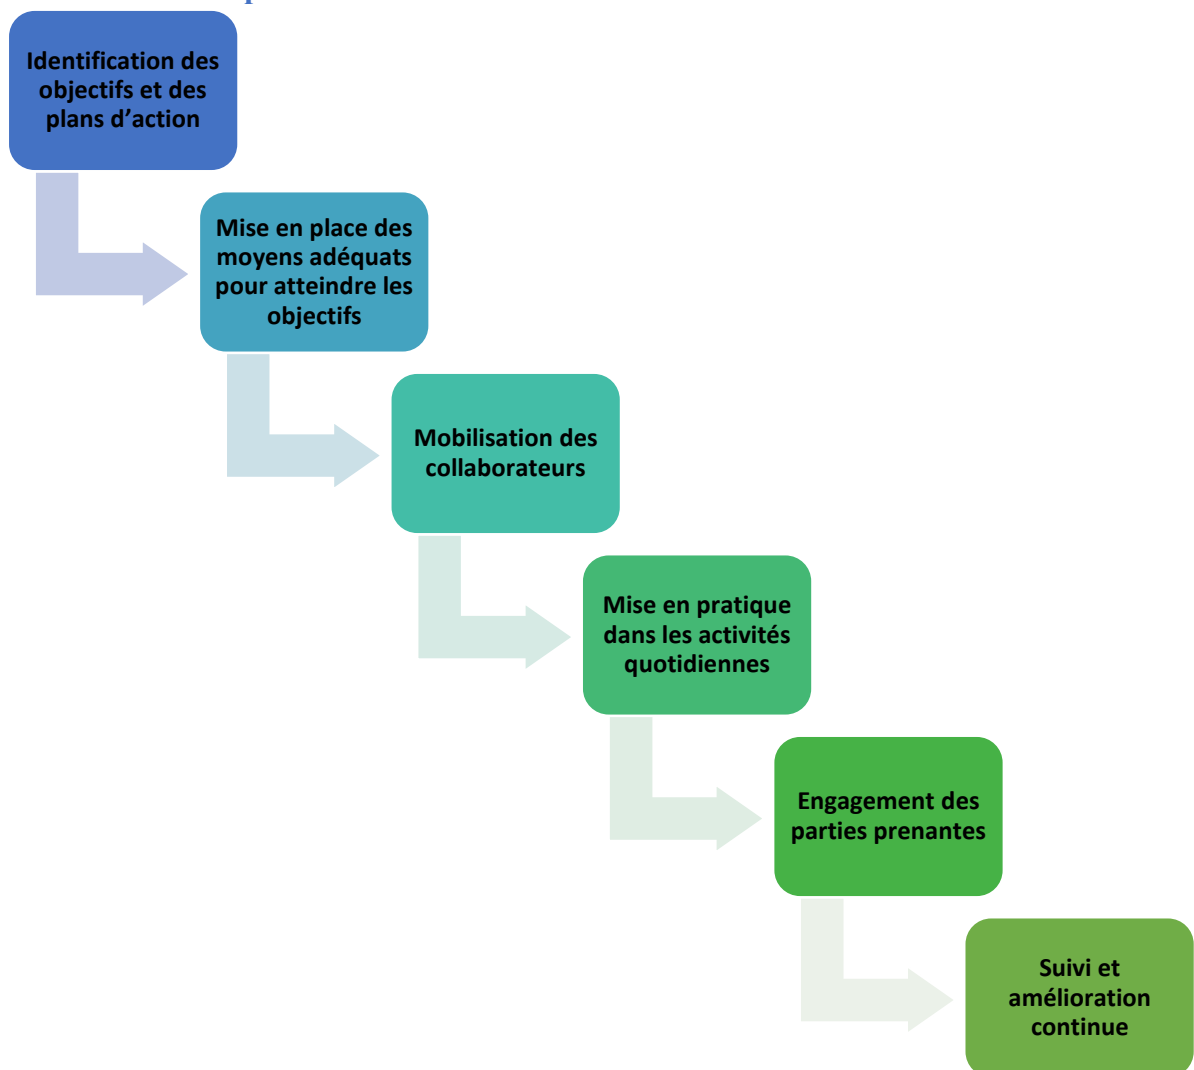 Identification des
objectifs et des
plans d’action
Mise en place des
moyens adéquats
pour atteindre les
objectifs
Mobilisation des
collaborateurs
Mise en pratique
dans les activités
quotidiennes
Engagement des
parties prenantes
Suivi et
amélioration
continue